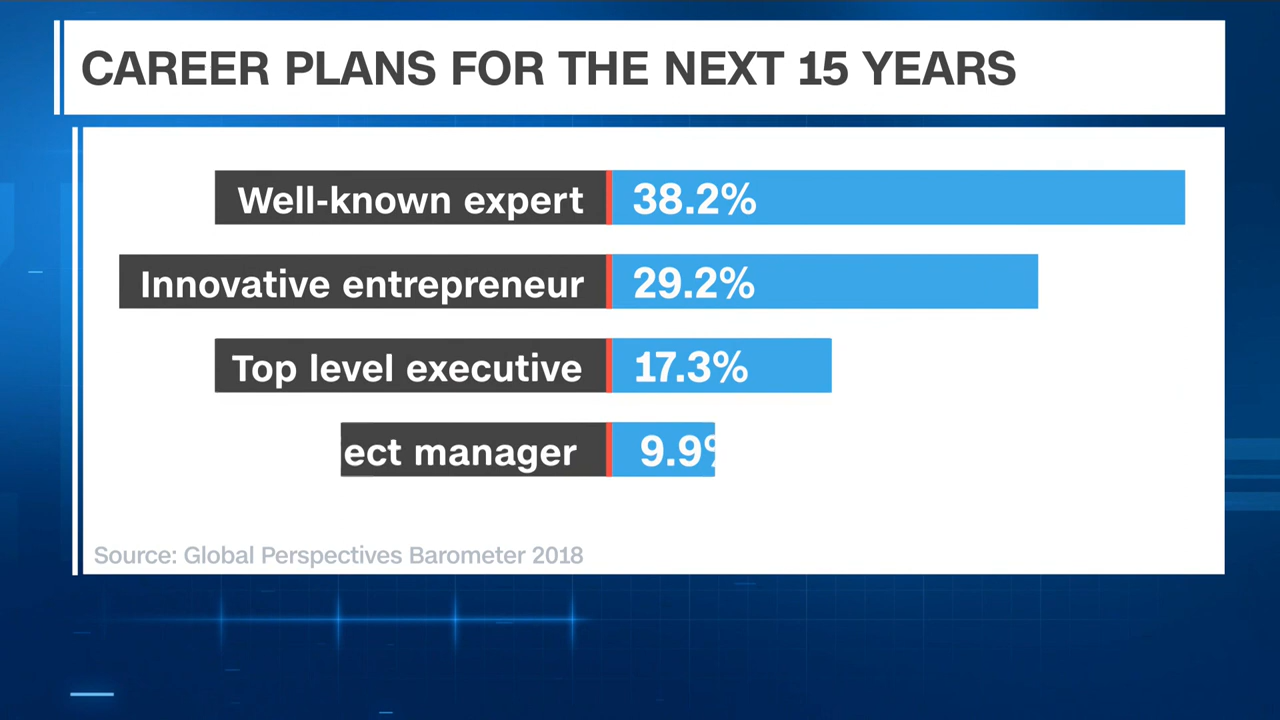 CAREER PLANS FOR THE NEXT 15 YEARS
Well-known expert 38.2%
Innovative entrepreneur 29.2%
Top level executive 17.3%
ect manager 9.9%
Source: Global Perspectives Barometer 2018